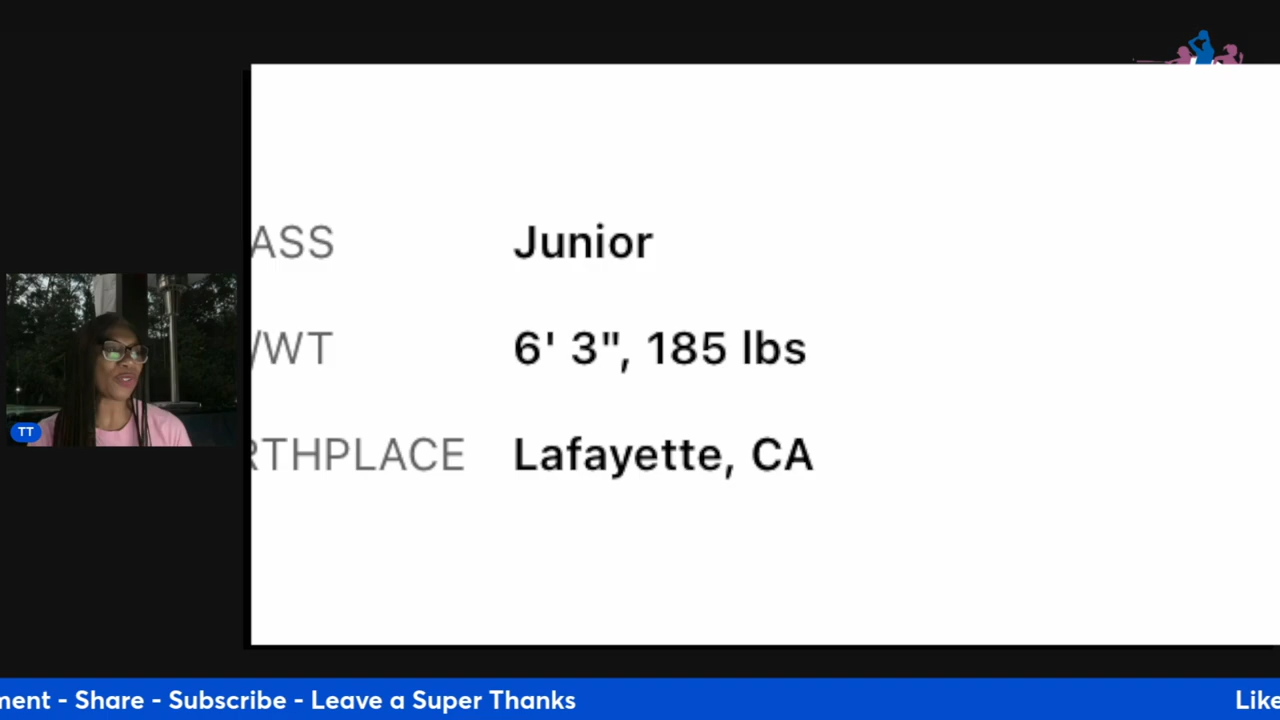 ASS Junior
/WT 6' 3", 185 lbs
RTHPLACE Lafayette, CA
TT
ment - Share - Subscribe - Leave a Super Thanks Like